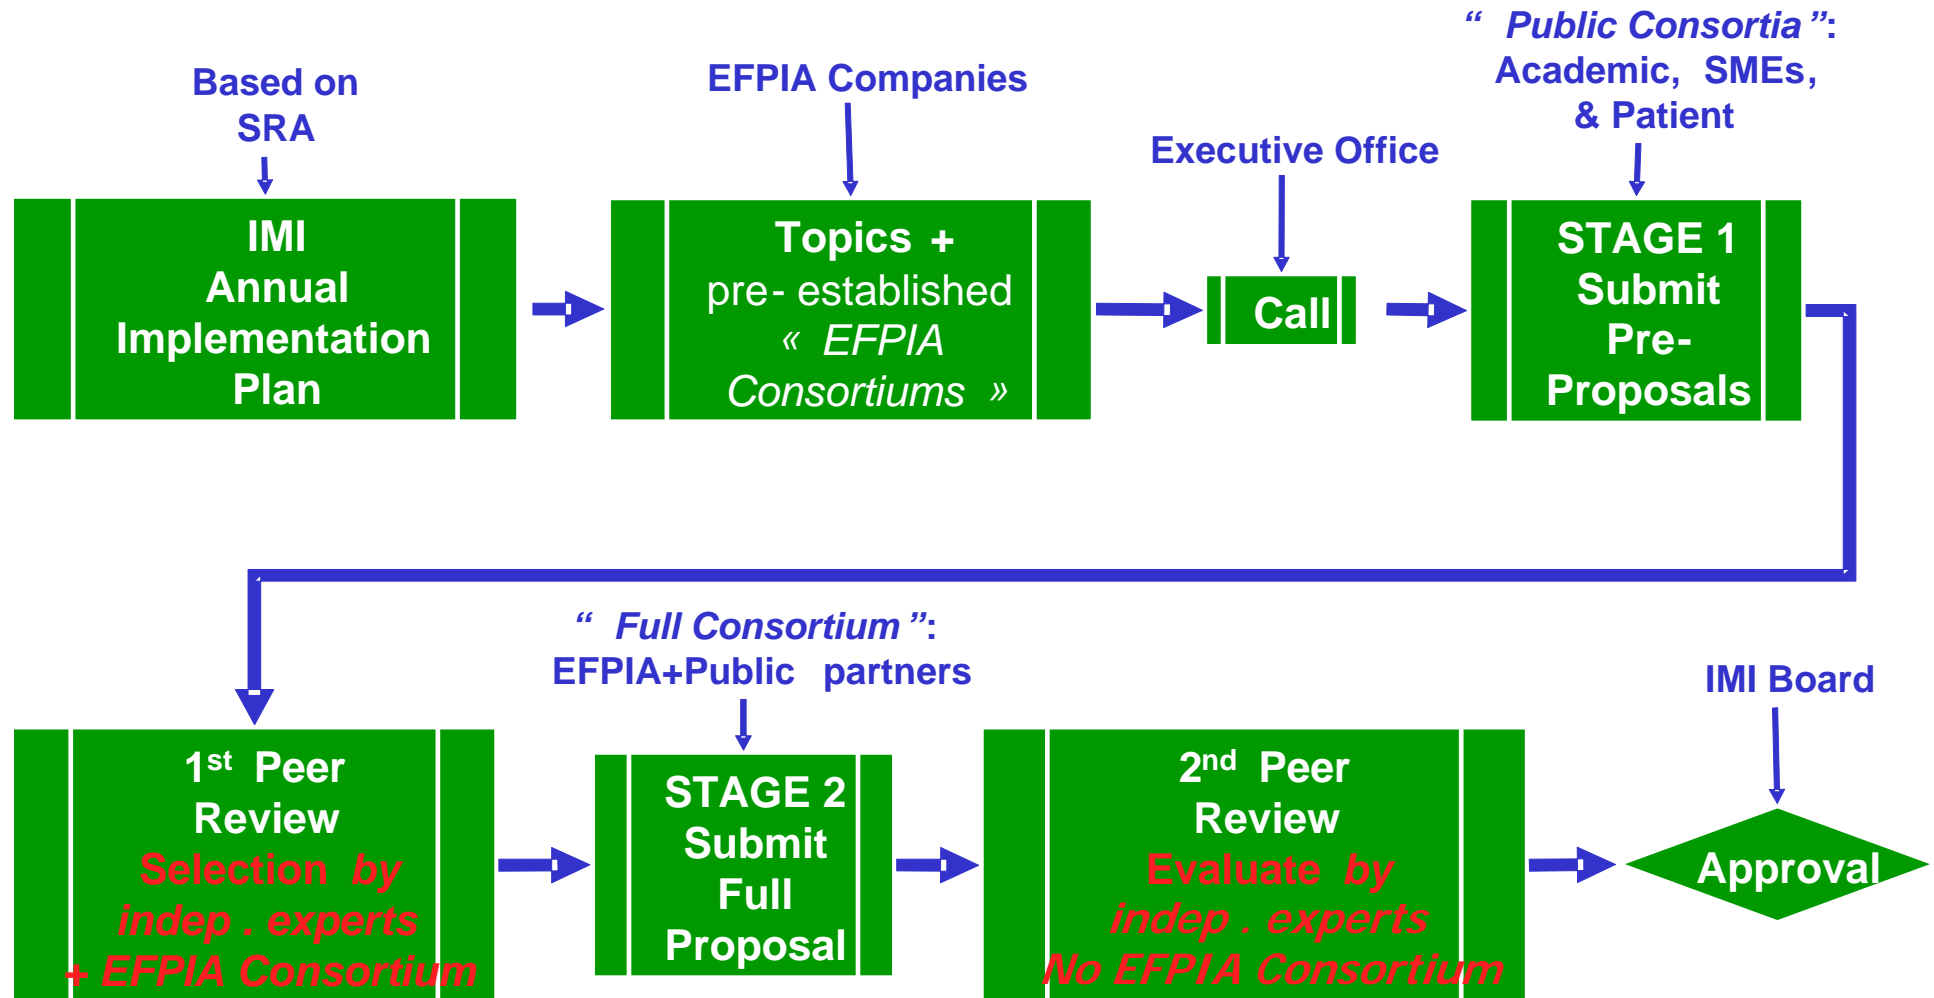 Based on
SRA
IMI
Annual
Implementation
Plan
EFPIA Companies
Topics +
pre- established
« EFPIA
Consortiums »
Executive Office
Call
“ Public Consortia ”:
Academic, SMEs,
& Patient
STAGE 1
Submit
Pre-
Proposals
1st Peer
Review
Selection by
indep . experts
+ EFPIA Consortium
“ Full Consortium ”:
EFPIA+Public partners
STAGE 2
Submit
Full
Proposal
2nd Peer
Review
Evaluate by
indep . experts
No EFPIA Consortium
IMI Board
Approval